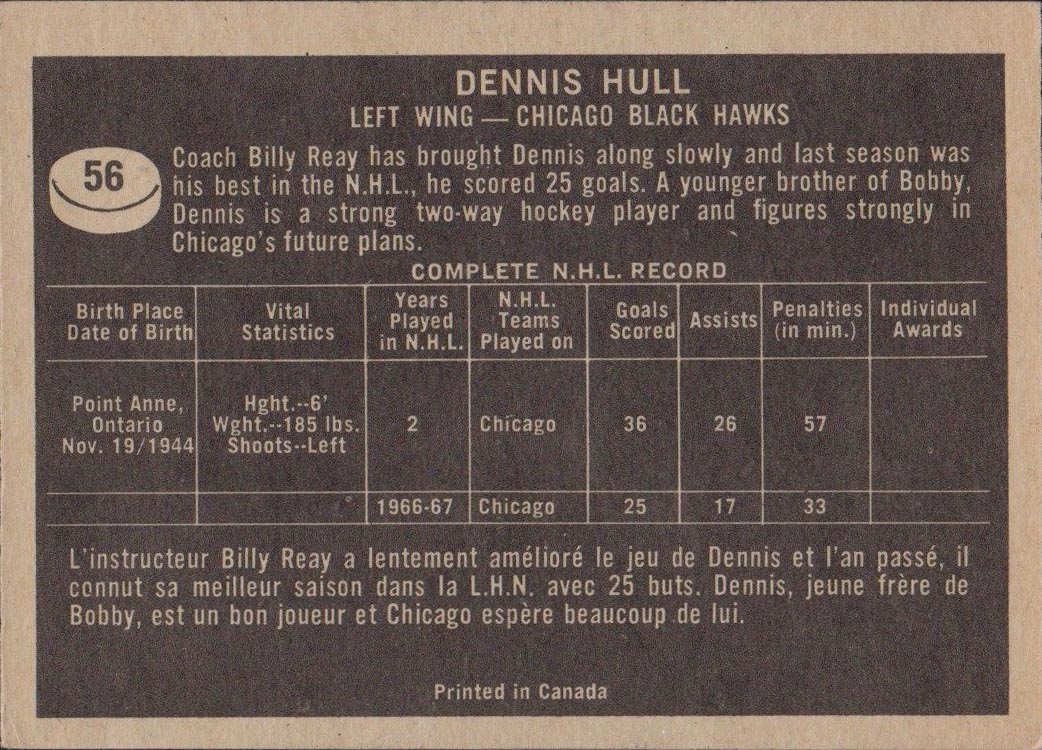 DENNIS HULL
LEFT WING — CHICAGO BLACK HAWKS
56
Coach Billy Reay has brought Dennis along slowly and last season was
his best in the N.H.L., he scored 25 goals. A younger brother of Bobby,
Dennis is a strong two-way hockey player and figures strongly in
Chicago's future plans.
COMPLETE N.H.L. RECORD
Birth Place
Date of Birth
Vital
Statistics
Years
Played
in N.H.L.
N.H.L.
Teams
Played on
Goals
Scored
Assists
Penalties
(in min.)
Individual
Awards
Point Anne,
Ontario
Nov. 19/1944
Hght.--6'
Wght.--185 lbs.
Shoots--Left
2
Chicago
36
26
57
1966-67
Chicago
25
17
33
L'instructeur Billy Reay a lentement amélioré le jeu de Dennis et l'an passé, il
connut sa meilleur saison dans la L.H.N. avec 25 buts. Dennis, jeune frère de
Bobby, est un bon joueur et Chicago espère beaucoup de lui.
Printed in Canada